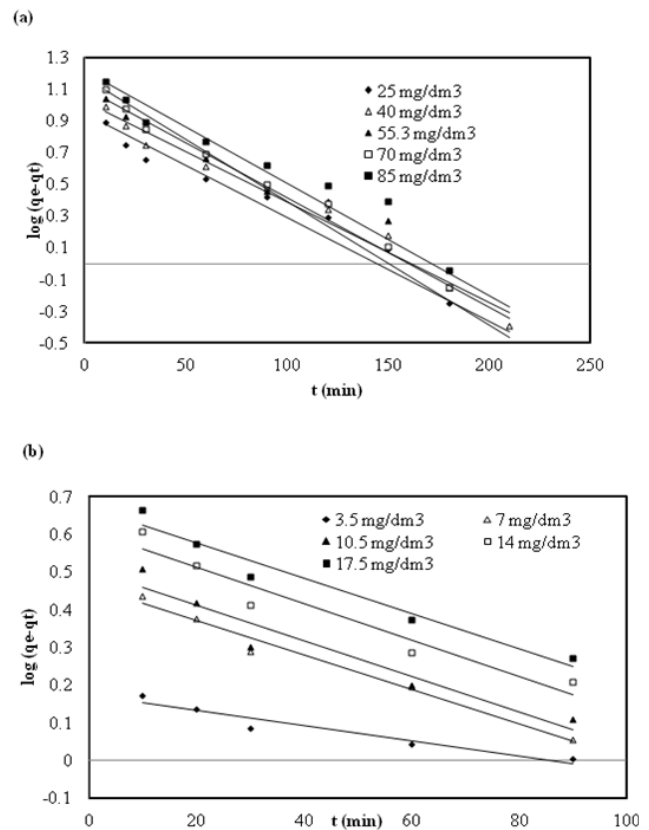 (a)
1.3
1.1
0.9
0.7
0.5
0.3
0.1
-0.1
-0.3
-0.5
log (qe-qt)
25 mg/dm3
40 mg/dm3
55.3 mg/dm3
70 mg/dm3
85 mg/dm3
0 50 100 150 200 250
t (min)
(b)
0.7
0.6
0.5
0.4
0.3
0.2
0.1
0
-0.1
log (qe-qt)
3.5 mg/dm3 7 mg/dm3
10.5 mg/dm3 14 mg/dm3
17.5 mg/dm3
0 20 40 60 80 100
t (min)